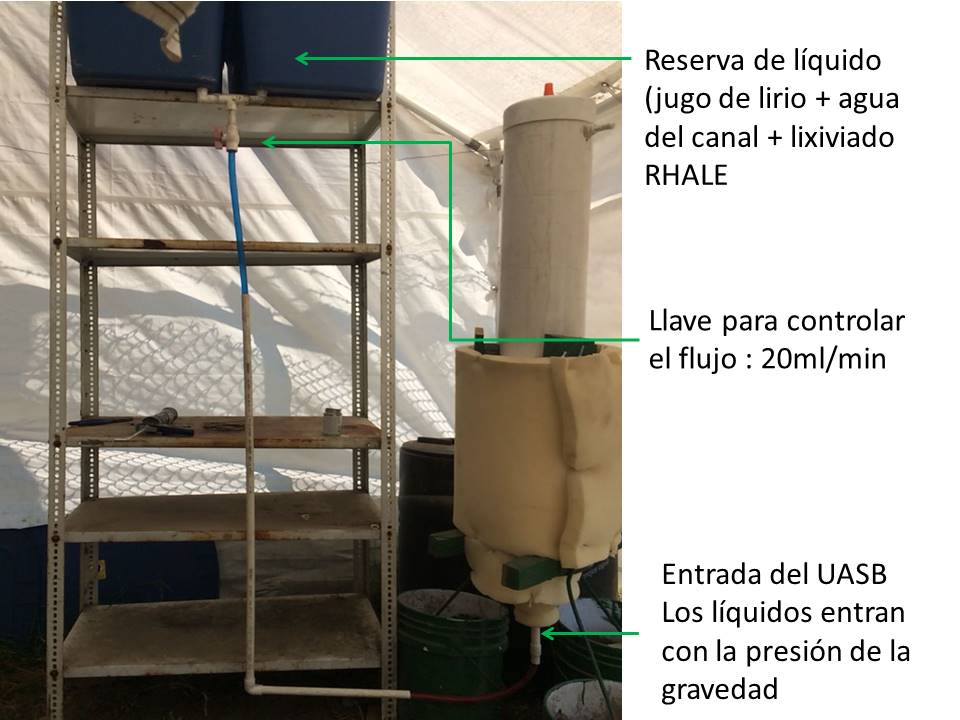 Reserva de líquido
(jugo de lirio + agua
del canal + lixiviado
RHALE
Llave para controlar
el flujo : 20ml/min
Entrada del UASB
Los líquidos entran
con la presión de la
gravedad